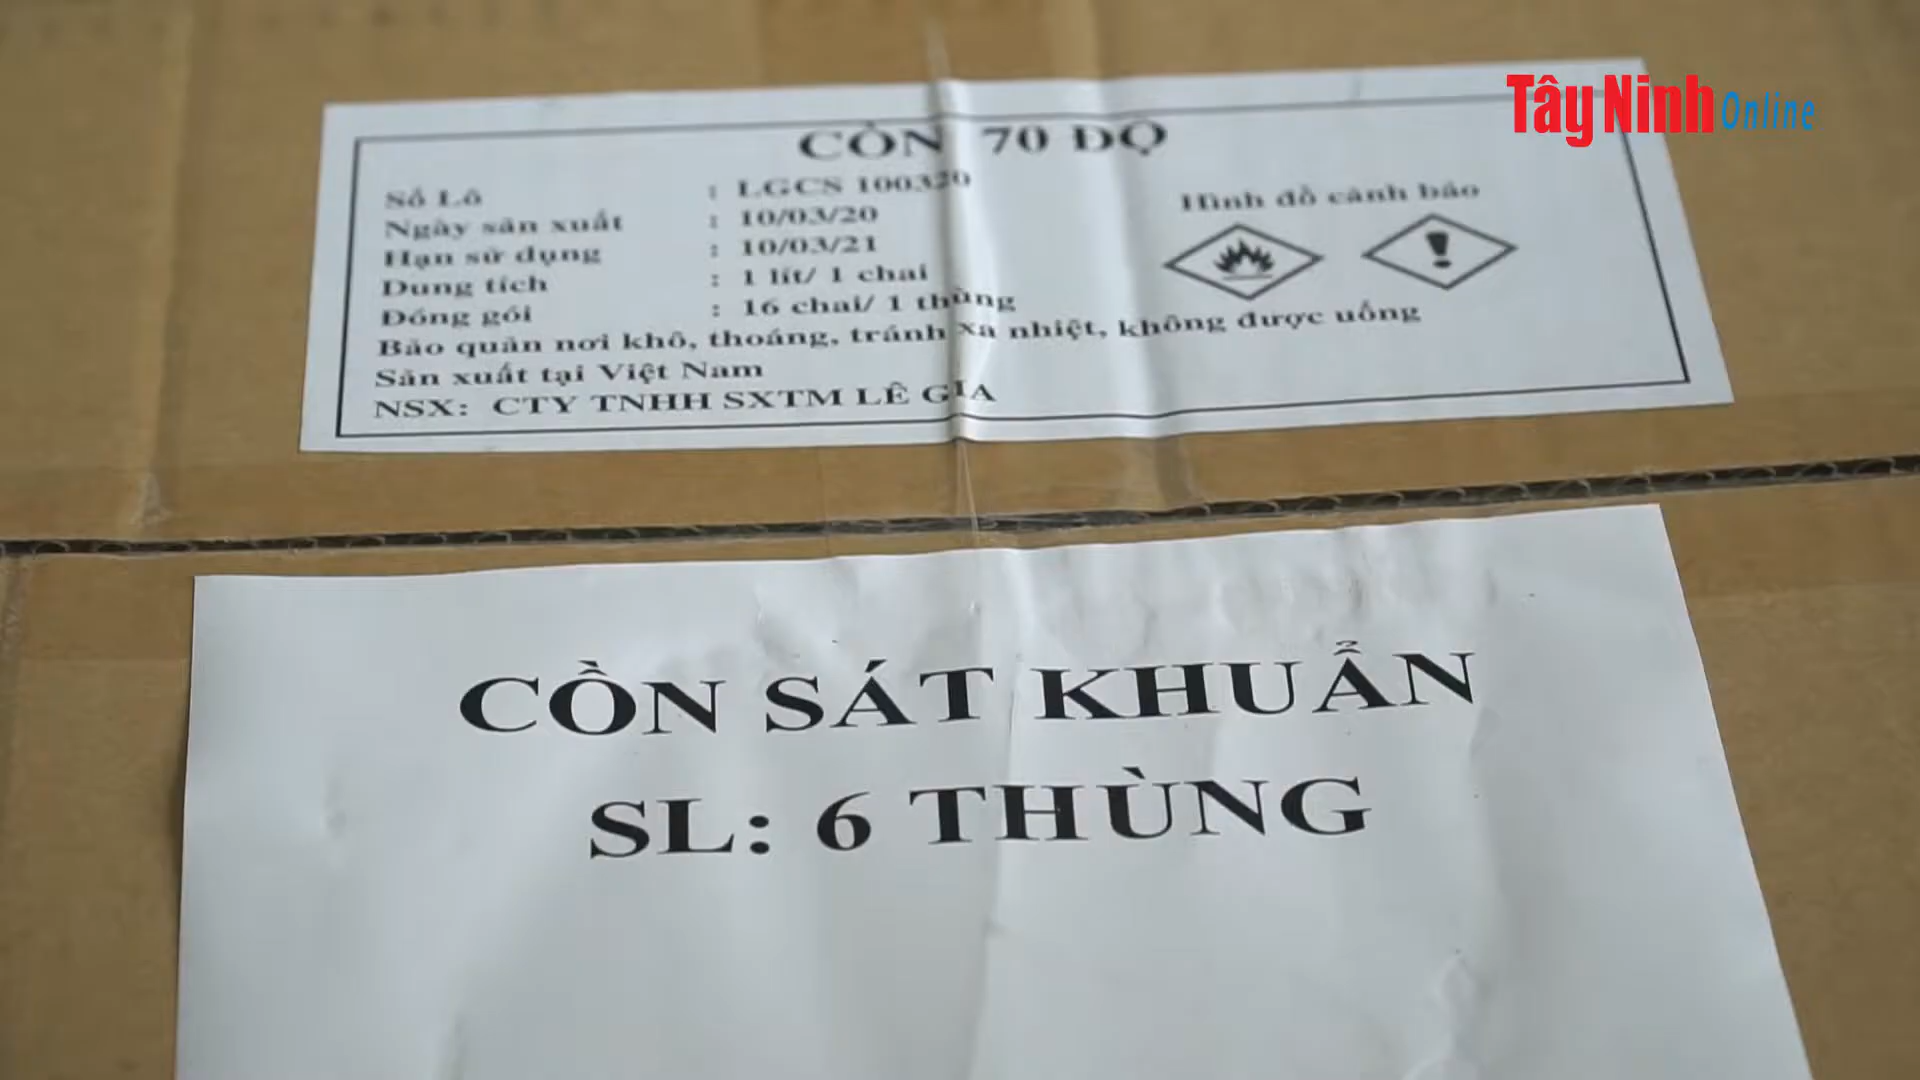 Tây Ninh Online
CỒN 70 ĐỘ
Số Lô : LGCS 100320
Ngày sản xuất : 10/03/20
Hạn sử dụng : 10/03/21
Dung tích : 1 lít/ 1 chai
Đóng gói : 16 chai/ 1 thùng
Hình đồ cảnh báo
Bảo quản nơi khô, thoáng, tránh xa nhiệt, không được uống
Sản xuất tại Việt Nam
NSX: CTY TNHH SXTM LÊ GIA
CỒN SÁT KHUẨN
SL: 6 THÙNG